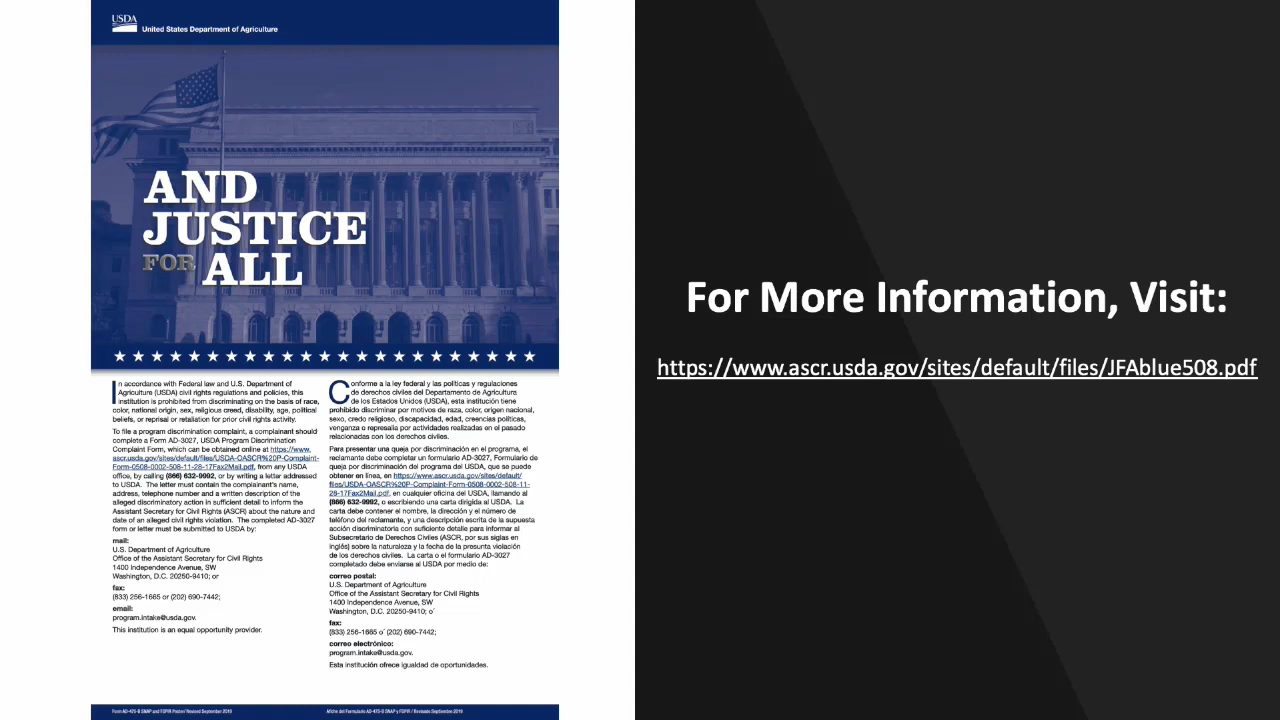 USDA
United States Department of Agriculture
AND
JUSTICE
FOR ALL
In accordance with Federal law and U.S. Department of
Agriculture (USDA) civil rights regulations and policies, this
institution is prohibited from discriminating on the basis of race,
color, national origin, sex, religious creed, disability, age, political
beliefs, or reprisal or retaliation for prior civil rights activity.
To file a program discrimination complaint, a complainant should
complete a Form AD-3027, USDA Program Discrimination
Complaint Form, which can be obtained online at https://www.
ascr.usda.gov/sites/default/files/USDA-OASCR%20P-Complaint-
Form-0508-0002-508-11-28-17Fax2Mail.pdf, from any USDA
office, by calling (866) 632-9992, or by writing a letter addressed
to USDA. The letter must contain the complainant's name,
address, telephone number and a written description of the
alleged discriminatory action in sufficient detail to inform the
Assistant Secretary for Civil Rights (ASCR) about the nature and
date of an alleged civil rights violation. The completed AD-3027
form or letter must be submitted to USDA by:
mail:
U.S. Department of Agriculture
Office of the Assistant Secretary for Civil Rights
1400 Independence Avenue, SW
Washington, D.C. 20250-9410; or
fax:
(833) 256-1665 or (202) 690-7442;
email:
program.intake@usda.gov.
This institution is an equal opportunity provider.
Conforme a la ley federal y las políticas y regulaciones
de derechos civiles del Departamento de Agricultura
de los Estados Unidos (USDA), esta institución tiene
prohibido discriminar por motivos de raza, color, origen nacional,
sexo, credo religioso, discapacidad, edad, creencias políticas,
venganza o represalia por actividades realizadas en el pasado
relacionadas con los derechos civiles.
Para presentar una queja por discriminación en el programa, el
reclamante debe completar un formulario AD-3027, Formulario de
queja por discriminación del programa del USDA, que se puede
obtener en línea, en https://www.ascr.usda.gov/sites/default/
files/USDA-OASCR%20P-Complaint-Form-0508-0002-508-11-
28-17Fax2Mail.pdf, en cualquier oficina del USDA, llamando al
(866) 632-9992, o escribiendo una carta dirigida al USDA. La
carta debe contener el nombre, la dirección y el número de
teléfono del reclamante, y una descripción escrita de la supuesta
acción discriminatoria con suficiente detalle para informar al
Subsecretario de Derechos Civiles (ASCR, por sus siglas en
inglés) sobre la naturaleza y la fecha de la presunta violación
de los derechos civiles. La carta o el formulario AD-3027
completado debe enviarse al USDA por medio de:
correo postal:
U.S. Department of Agriculture
Office of the Assistant Secretary for Civil Rights
1400 Independence Avenue, SW
Washington, D.C. 20250-9410; o´
fax:
(833) 256-1665 o´ (202) 690-7442;
correo electrónico:
program.intake@usda.gov.
Esta institución ofrece igualdad de oportunidades.
Form AD-475-B SNAP and FDPIR Poster/ Revised September 2019
Afiche del Formulario AD-475-B SNAP y FDPIR / Revisado Septiembre 2019
For More Information, Visit:
https://www.ascr.usda.gov/sites/default/files/JFAblue508.pdf